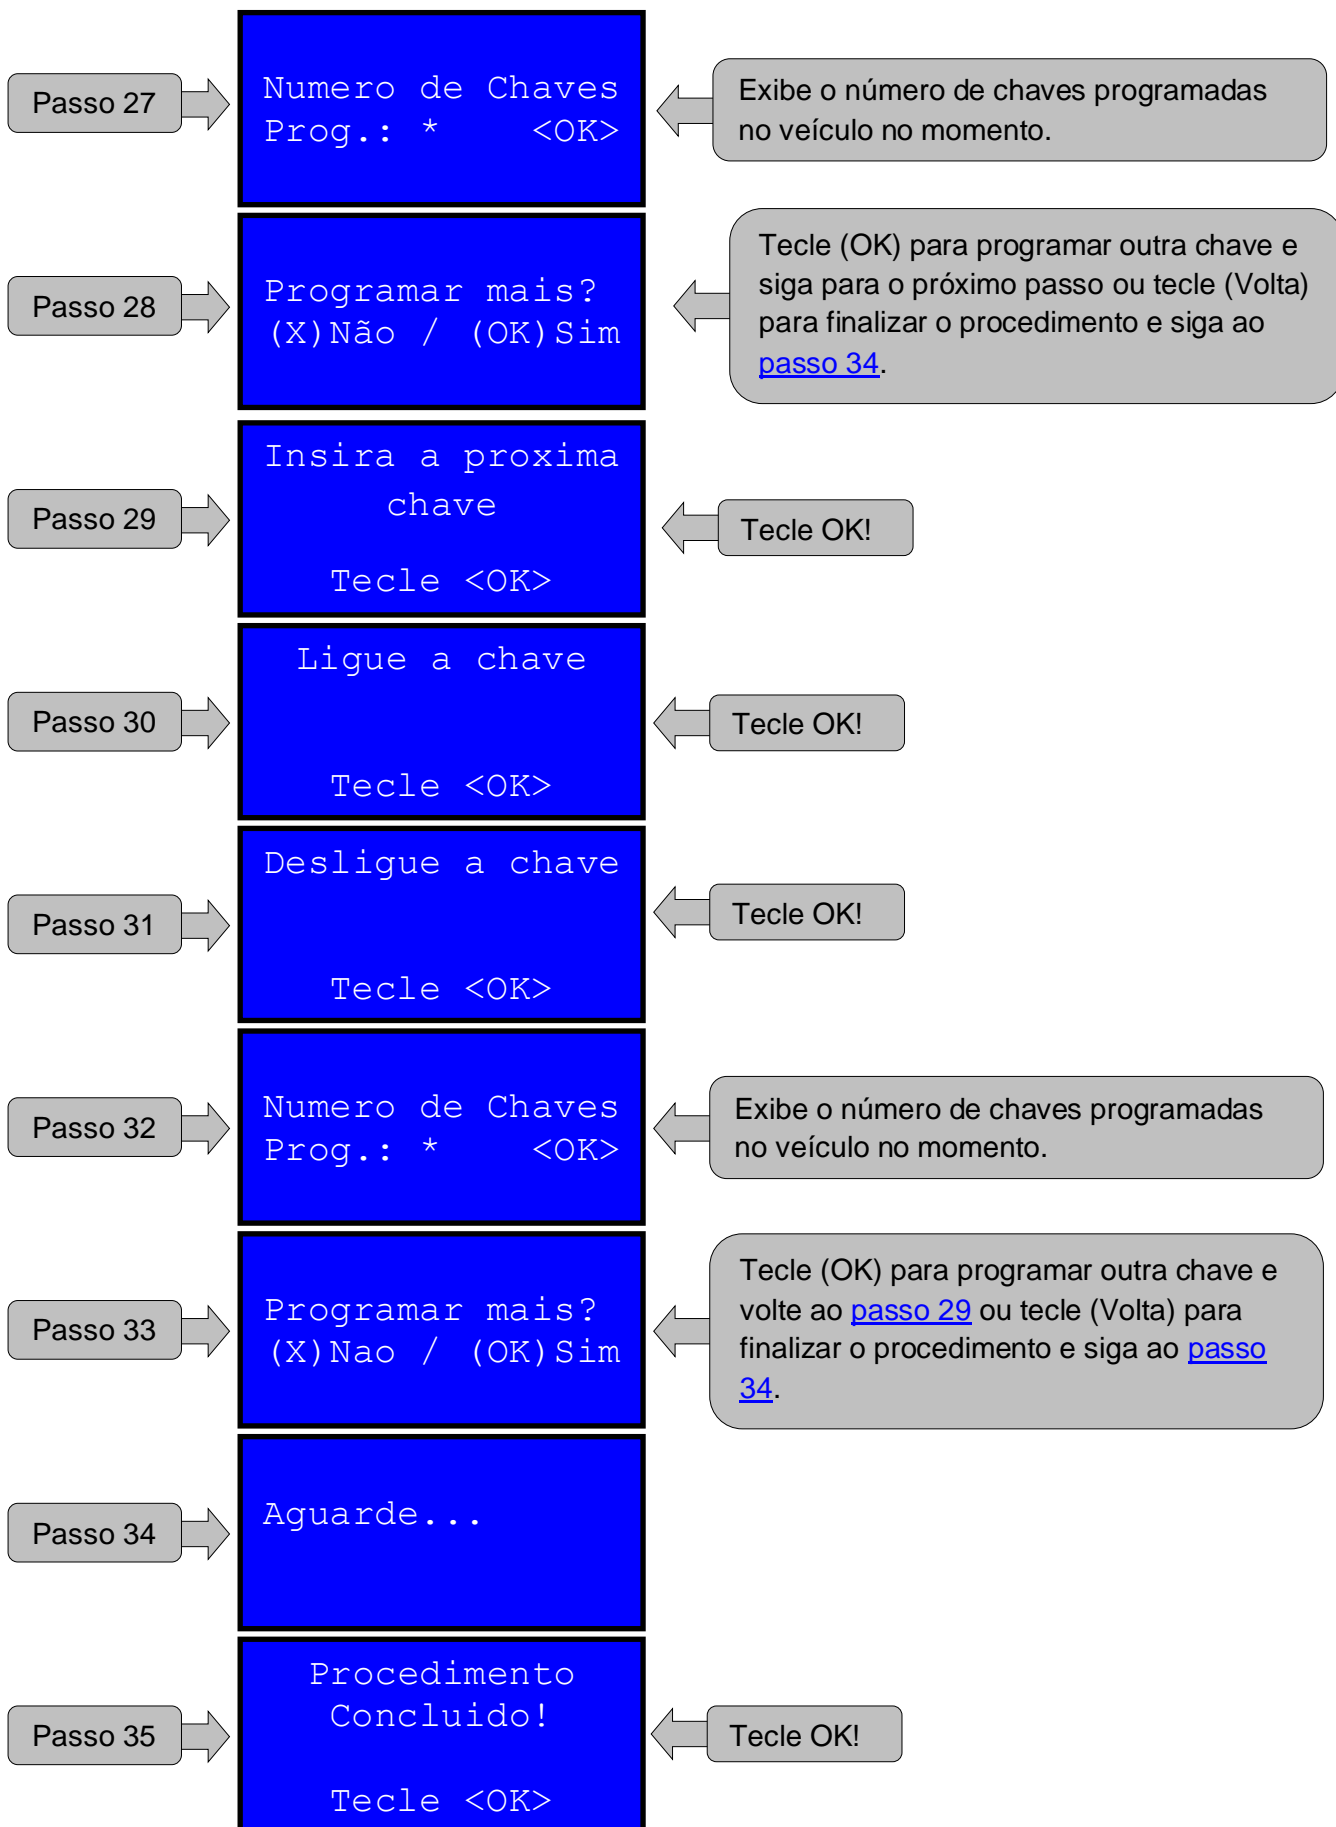 Passo 27
Numero de Chaves
Prog.: * <OK>
Exibe o número de chaves programadas
no veículo no momento.
Passo 28
Programar mais?
(X)Não / (OK)Sim
Tecle (OK) para programar outra chave e
siga para o próximo passo ou tecle (Volta)
para finalizar o procedimento e siga ao
passo 34.
Passo 29
Insira a proxima
chave
Tecle <OK>
Tecle OK!
Passo 30
Ligue a chave
Tecle <OK>
Tecle OK!
Passo 31
Desligue a chave
Tecle <OK>
Tecle OK!
Passo 32
Numero de Chaves
Prog.: * <OK>
Exibe o número de chaves programadas
no veículo no momento.
Passo 33
Programar mais?
(X)Nao / (OK)Sim
Tecle (OK) para programar outra chave e
volte ao passo 29 ou tecle (Volta) para
finalizar o procedimento e siga ao passo
34.
Passo 34
Aguarde...
Passo 35
Procedimento
Concluido!
Tecle <OK>
Tecle OK!